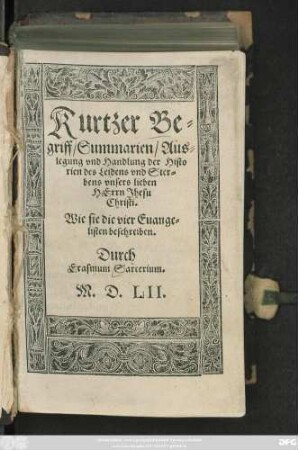 Kurtzer Be-
griff/Summarien/Aus-
legung vnd Handlung der Histo
rien des Leidens vnd Ster-
bens vnsers lieben
HErrn Jhesu
Christi.
Wie sie die vier Euange-
listen beschreiben.
Durch
Erasmum Sarcerium.
M. D. LII.